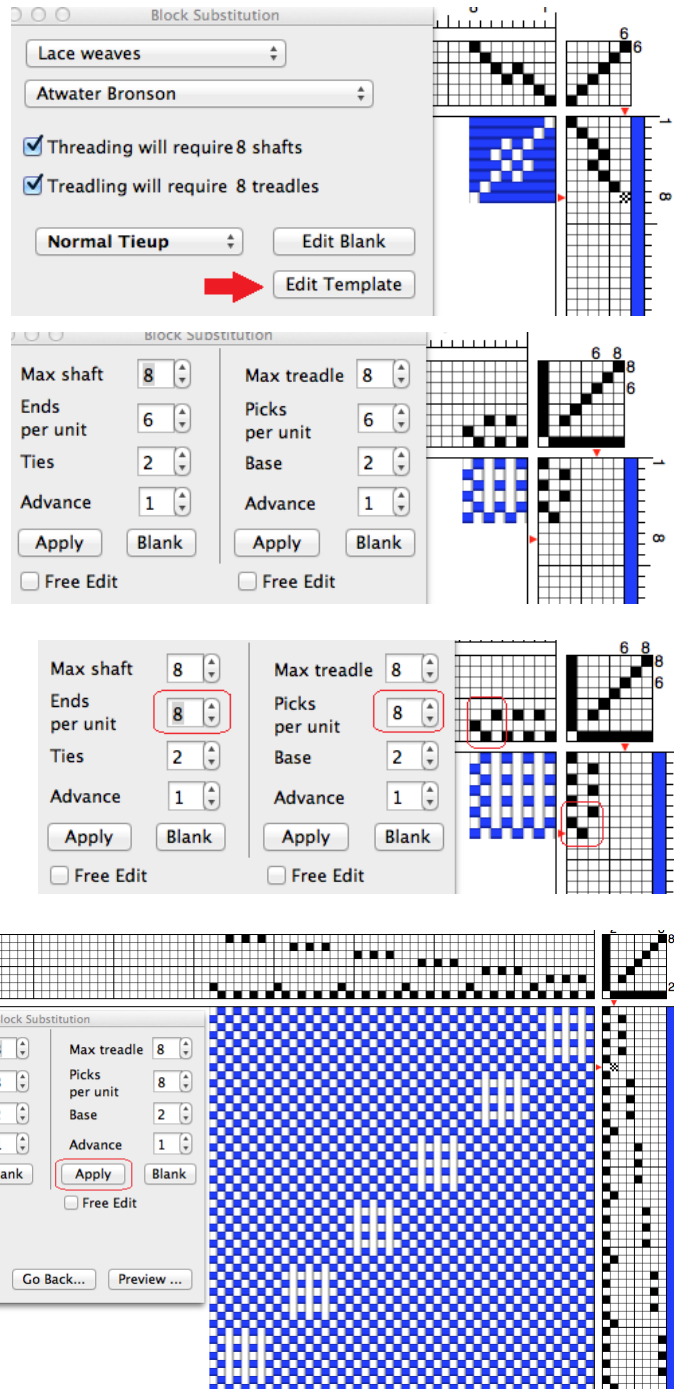 Block Substitution
Lace weaves
Atwater Bronson
Threading will require 8 shafts
Treadling will require 8 treadles
Normal Tieup
Edit Blank
Edit Template
6
6
1
8
Block Substitution
Max shaft 8
Max treadle 8
Ends per unit 6
Picks per unit 6
Ties 2
Base 2
Advance 1
Advance 1
Apply Blank
Apply Blank
Free Edit
Free Edit
6 8
8
6
1
8
Max shaft 8
Max treadle 8
Ends per unit 8
Picks per unit 8
Ties 2
Base 2
Advance 1
Advance 1
Apply Blank
Apply Blank
Free Edit
Free Edit
6 8
8
6
8
2
lock Substitution
Max treadle 8
Picks per unit 8
Base 2
Advance 1
ank
Apply Blank
Free Edit
Go Back... Preview ...